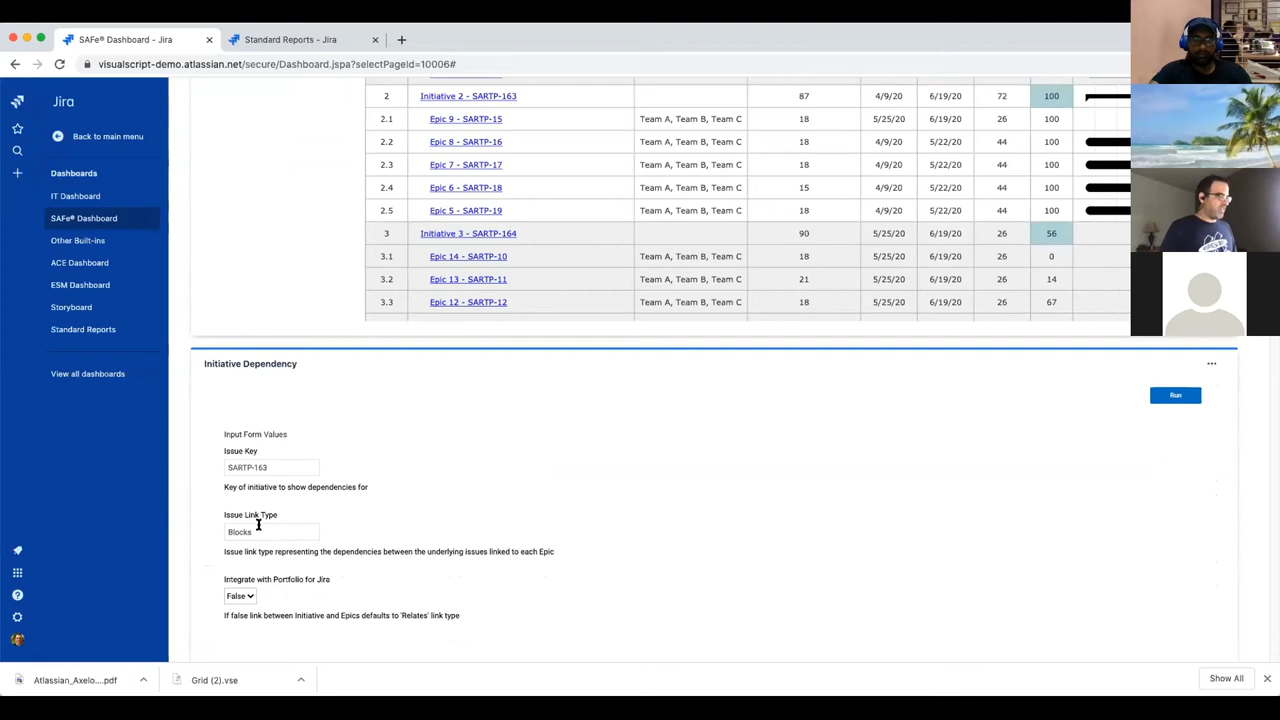 SAFe® Dashboard - Jira
Standard Reports - Jira
visualscript-demo.atlassian.net/secure/Dashboard.jspa?selectPageId=10006#
Jira
Back to main menu
Dashboards
IT Dashboard
SAFe® Dashboard
Other Built-ins
ACE Dashboard
ESM Dashboard
Storyboard
Standard Reports
View all dashboards
2 Initiative 2 - SARTP-163 87 4/9/20 6/19/20 72 100
2.1 Epic 9 - SARTP-15 Team A, Team B, Team C 18 5/25/20 6/19/20 26 100
2.2 Epic 8 - SARTP-16 Team A, Team B, Team C 18 4/9/20 5/22/20 44 100
2.3 Epic 7 - SARTP-17 Team A, Team B, Team C 18 4/9/20 5/22/20 44 100
2.4 Epic 6 - SARTP-18 Team A, Team B, Team C 15 4/9/20 5/22/20 44 100
2.5 Epic 5 - SARTP-19 Team A, Team B, Team C 18 4/9/20 5/22/20 44 100
3 Initiative 3 - SARTP-164 90 5/25/20 6/19/20 26 56
3.1 Epic 14 - SARTP-10 Team A, Team B, Team C 18 5/25/20 6/19/20 26 0
3.2 Epic 13 - SARTP-11 Team A, Team B, Team C 21 5/25/20 6/19/20 26 14
3.3 Epic 12 - SARTP-12 Team A, Team B, Team C 18 5/25/20 6/19/20 26 67
Initiative Dependency
Run
Input Form Values
Issue Key
SARTP-163
Key of initiative to show dependencies for
Issue Link Type
Blocks
Issue link type representing the dependencies between the underlying issues linked to each Epic
Integrate with Portfolio for Jira
False
If false link between Initiative and Epics defaults to 'Relates' link type
Atlassian_Axelo....pdf
Grid (2).vse
Show All